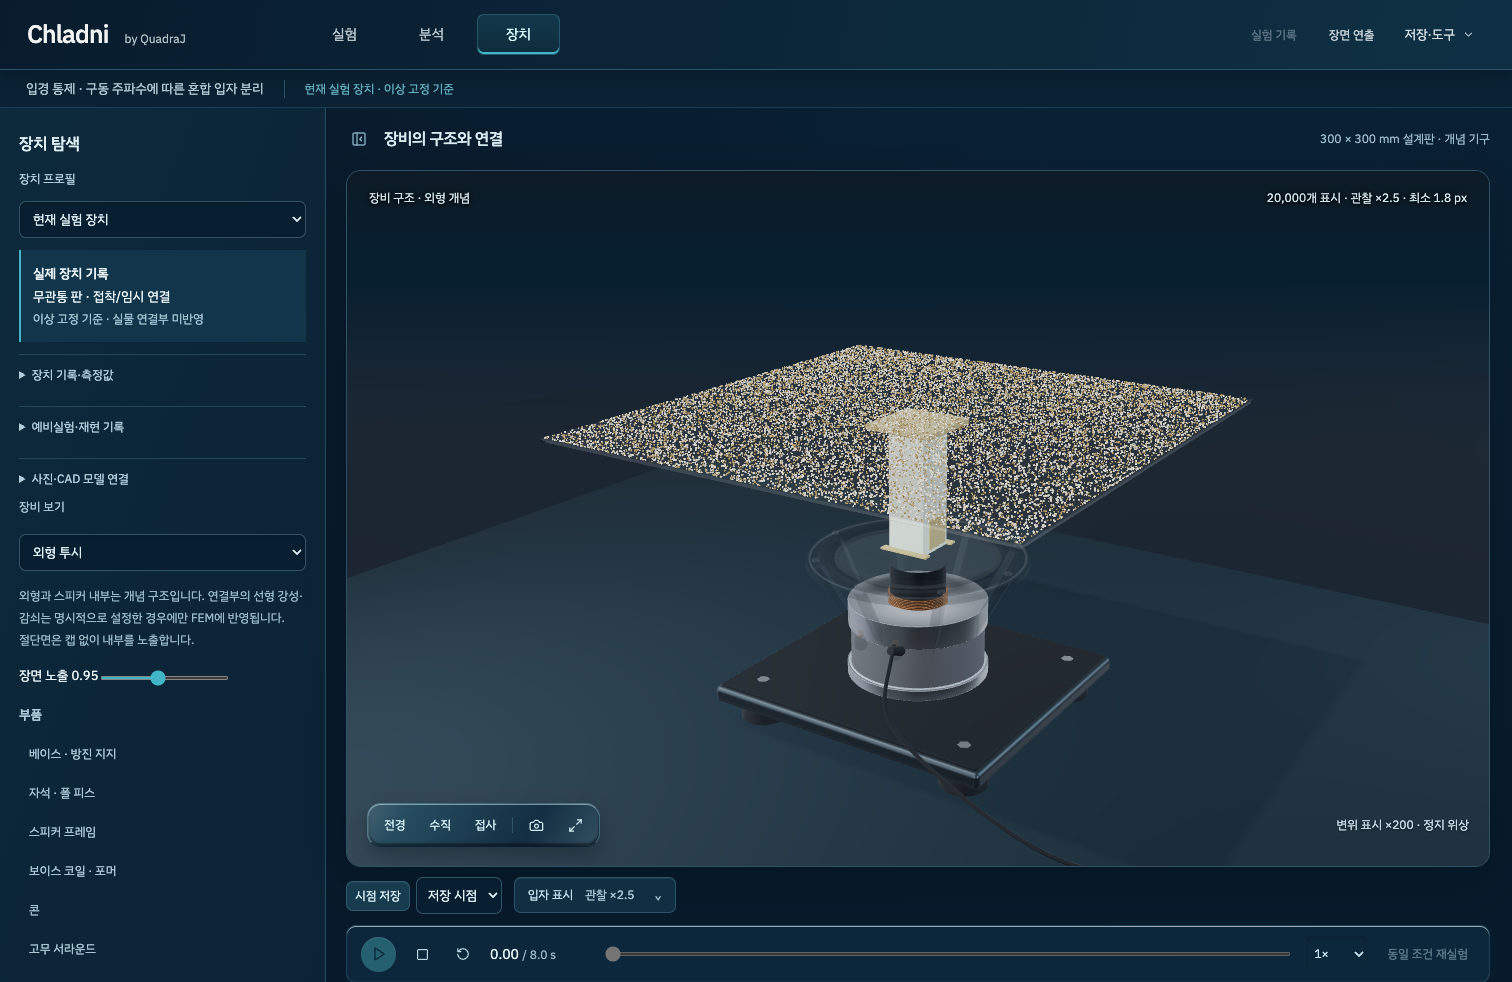 Chladni by QuadraJ 실험 분석 장치 실험 기록 장면 연출 저장·도구
입경 통제 · 구동 주파수에 따른 혼합 입자 분리 현재 실험 장치 · 이상 고정 기준
장치 탐색
장치 프로필
현재 실험 장치
실제 장치 기록
무관통 판 · 접착/임시 연결
이상 고정 기준 · 실물 연결부 미반영
장치 기록·측정값
예비실험·재현 기록
사진·CAD 모델 연결
장비 보기
외형 투시
외형과 스피커 내부는 개념 구조입니다. 연결부의 선형 강성·
감쇠는 명시적으로 설정한 경우에만 FEM에 반영됩니다.
절단면은 캡 없이 내부를 노출합니다.
장면 노출 0.95
부품
베이스 · 방진 지지
자석 · 폴 피스
스피커 프레임
보이스 코일 · 포머
콘
고무 서라운드
장비의 구조와 연결 300 × 300 mm 설계판 · 개념 기구
장비 구조 · 외형 개념 20,000개 표시 · 관찰 ×2.5 · 최소 1.8 px
전경 수직 접사 변위 표시 ×200 · 정지 위상
시점 저장 저장 시점 입자 표시 관찰 ×2.5
0.00 / 8.0 s 1× 동일 조건 재실험